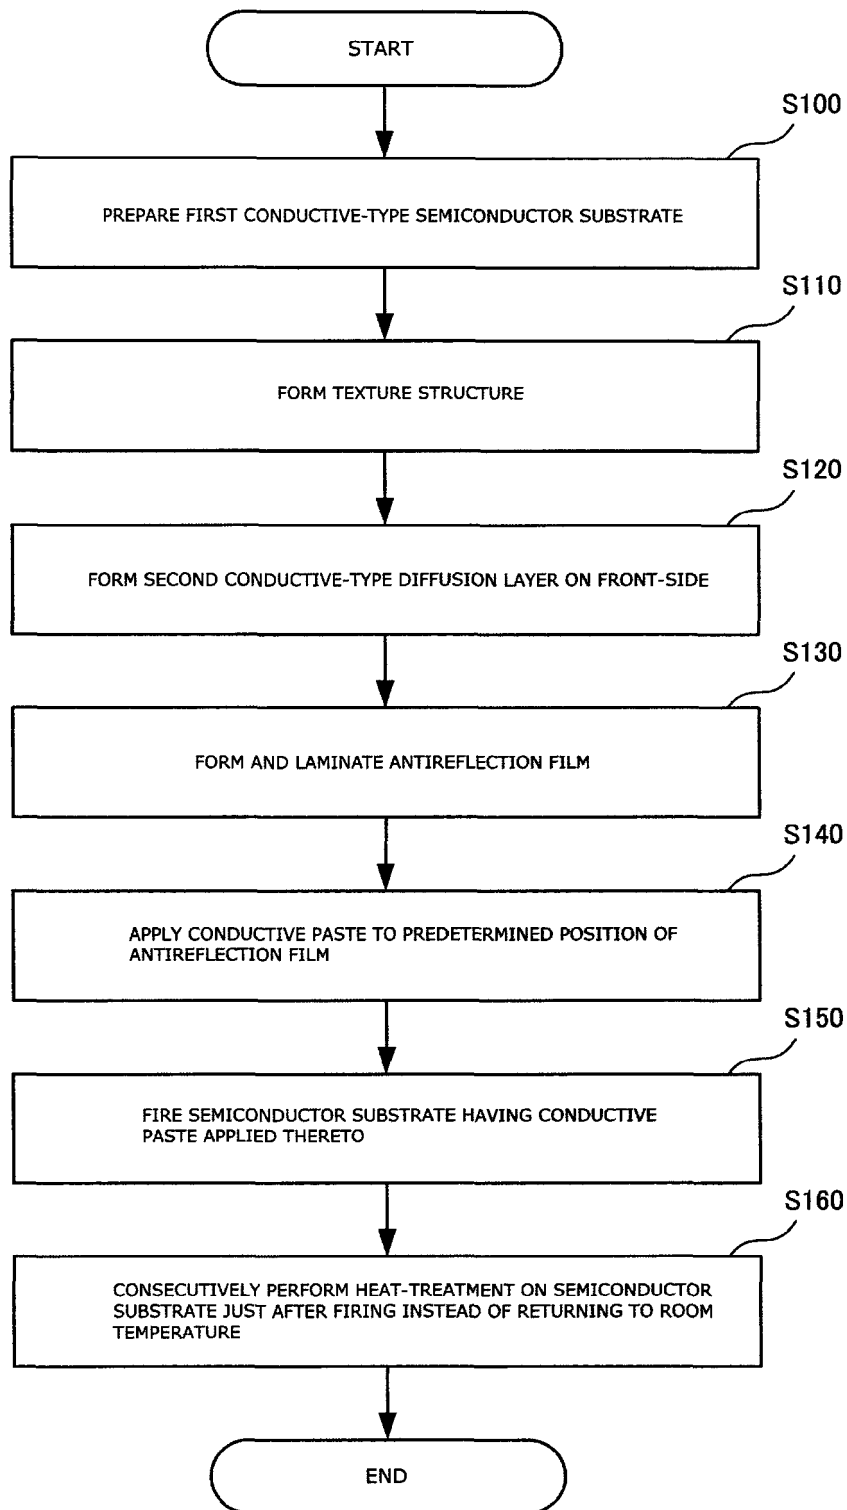 START
S100
PREPARE FIRST CONDUCTIVE-TYPE SEMICONDUCTOR SUBSTRATE
S110
FORM TEXTURE STRUCTURE
S120
FORM SECOND CONDUCTIVE-TYPE DIFFUSION LAYER ON FRONT-SIDE
S130
FORM AND LAMINATE ANTIREFLECTION FILM
S140
APPLY CONDUCTIVE PASTE TO PREDETERMINED POSITION OF
ANTIREFLECTION FILM
S150
FIRE SEMICONDUCTOR SUBSTRATE HAVING CONDUCTIVE
PASTE APPLIED THERETO
S160
CONSECUTIVELY PERFORM HEAT-TREATMENT ON SEMICONDUCTOR
SUBSTRATE JUST AFTER FIRING INSTEAD OF RETURNING TO ROOM
TEMPERATURE
END